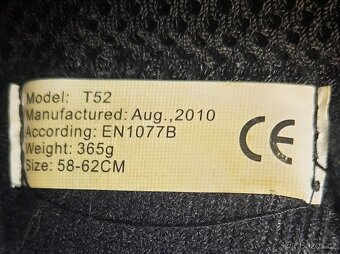 Model: T52
Manufactured: Aug.,2010
According: EN1077B
Weight: 365g
Size: 58-62CM
CE